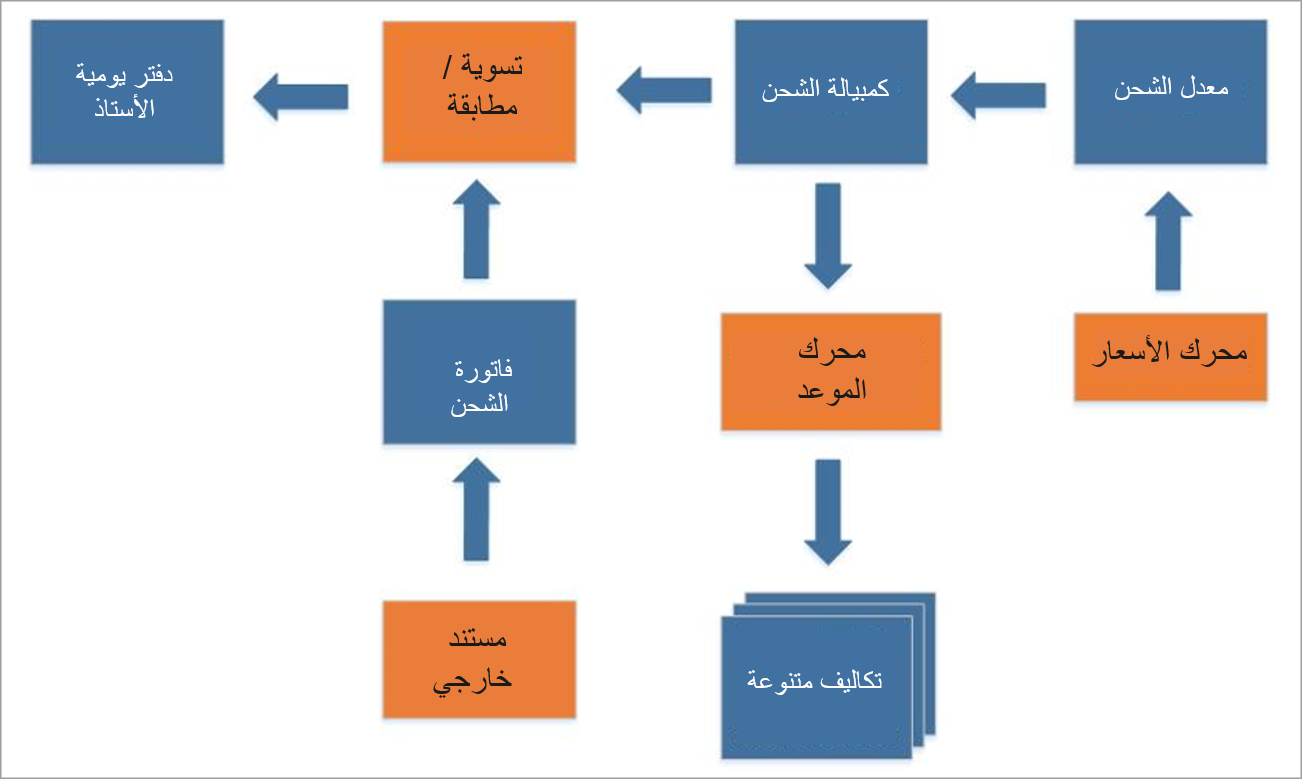 معدل الشحن
كمبيالة الشحن
تسوية /
مطابقة
دفتر يومية
الأستاذ
محرك الأسعار
محرك
الموعد
فاتورة
الشحن
تكاليف متنوعة
مستند
خارجي